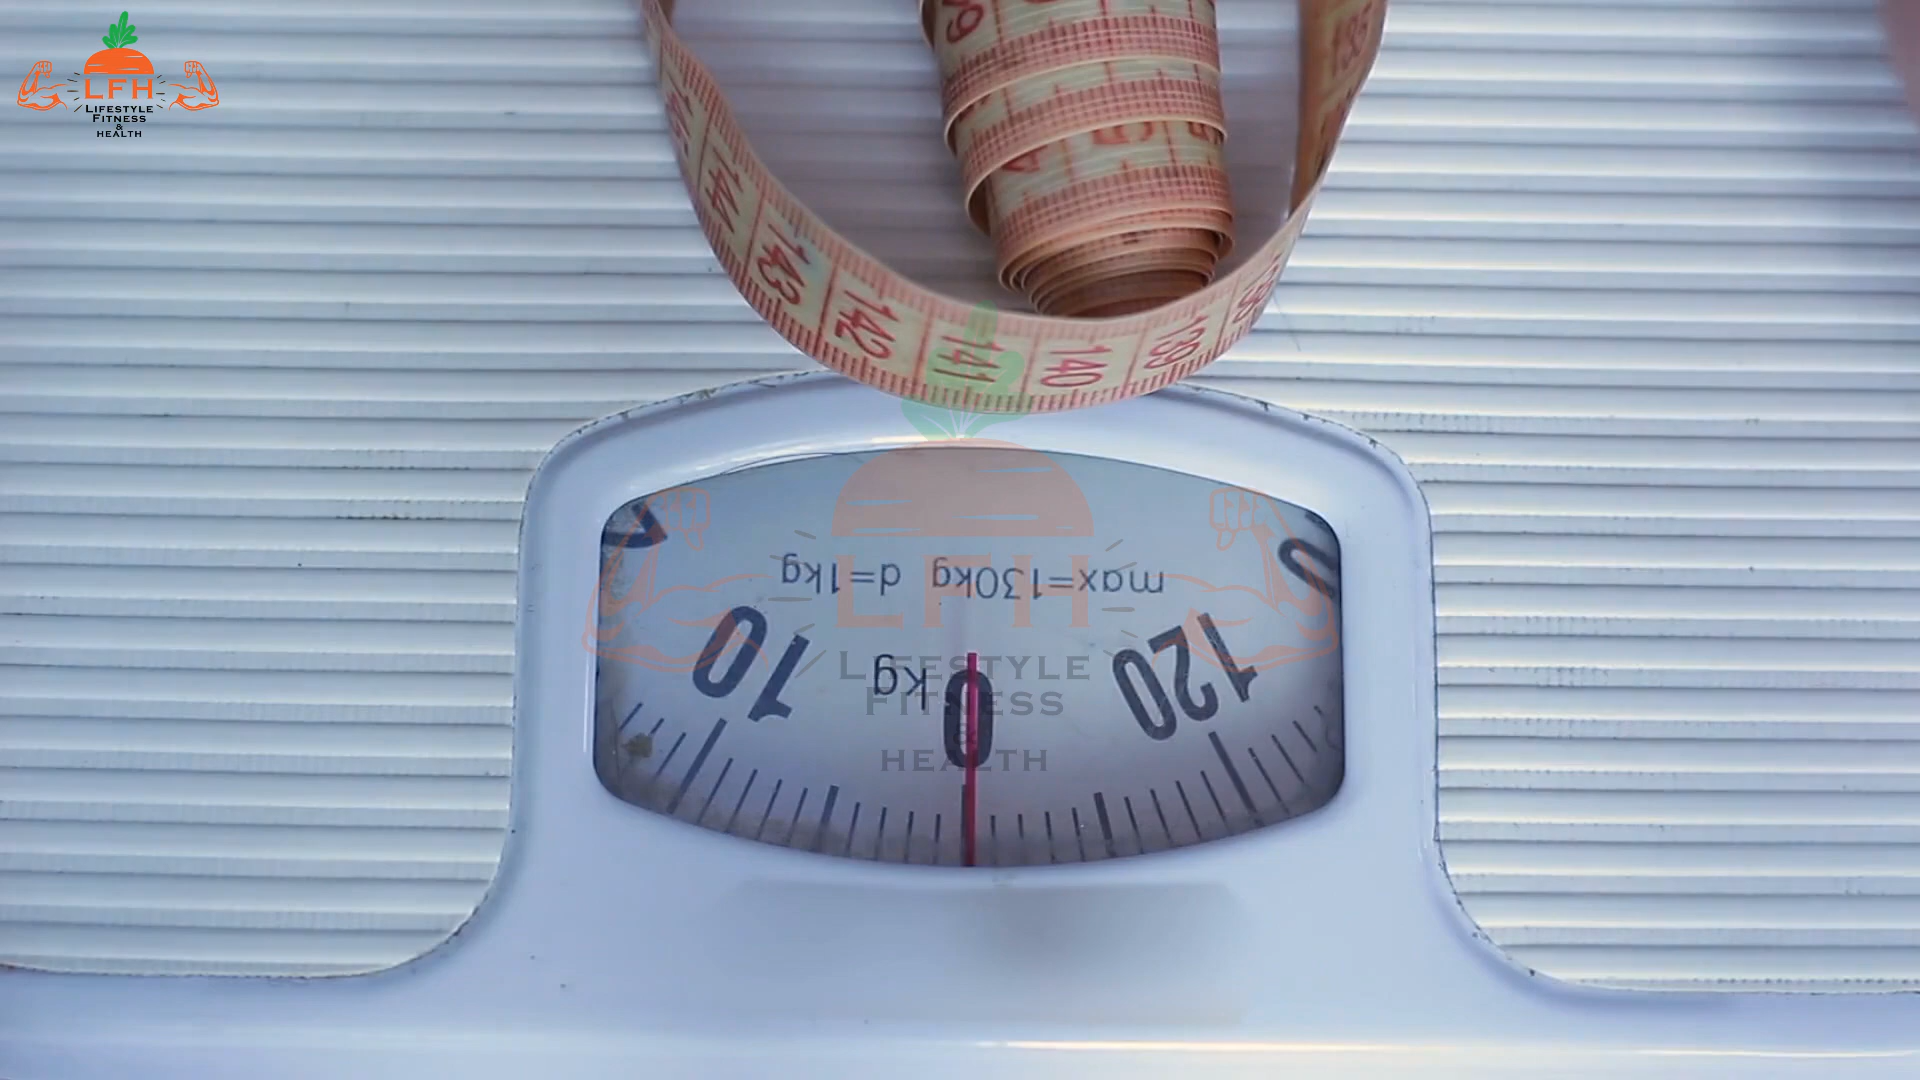 LFH
LIFESTYLE
FITNESS
&
HEALTH
144 143 142 141 140 139
max=130kg d=1kg
120 0 10
kg
LFH
LIFESTYLE
FITNESS
&
HEALTH